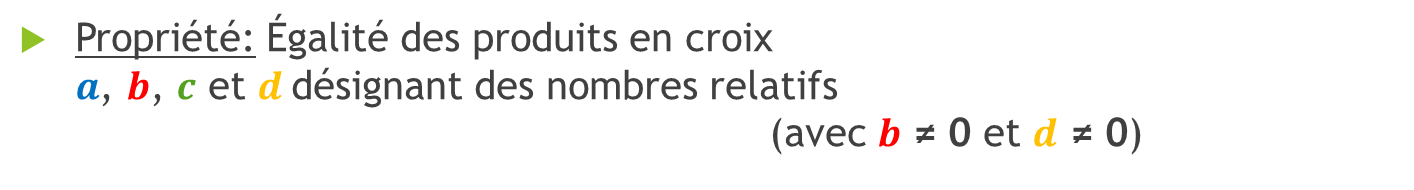 Propriété: Égalité des produits en croix
a, b, c et d désignant des nombres relatifs
(avec b ≠ 0 et d ≠ 0)